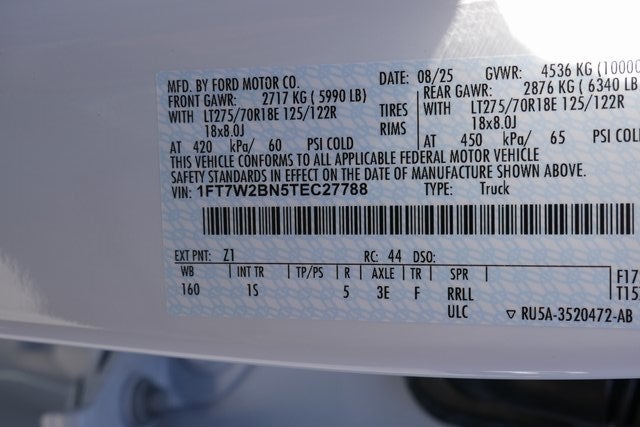 MFD. BY FORD MOTOR CO. DATE: 08/25 GVWR: 4536 KG (10000
FRONT GAWR: 2717 KG ( 5990 LB) REAR GAWR: 2876 KG ( 6340 LB)
WITH LT275/70R18E 125/122R TIRES WITH LT275/70R18E 125/122R
18x8.0J RIMS 18x8.0J
AT 420 kPa/ 60 PSI COLD AT 450 kPa/ 65 PSI COL
THIS VEHICLE CONFORMS TO ALL APPLICABLE FEDERAL MOTOR VEHICLE
SAFETY STANDARDS IN EFFECT ON THE DATE OF MANUFACTURE SHOWN ABOVE.
VIN: 1FT7W2BN5TEC27788 TYPE: Truck
EXT PNT: Z1 RC: 44 DSO:
WB INT TR TP/PS R AXLE TR SPR F17
160 1S 5 3E F RRLL T15
ULC ▽ RU5A-3520472-AB